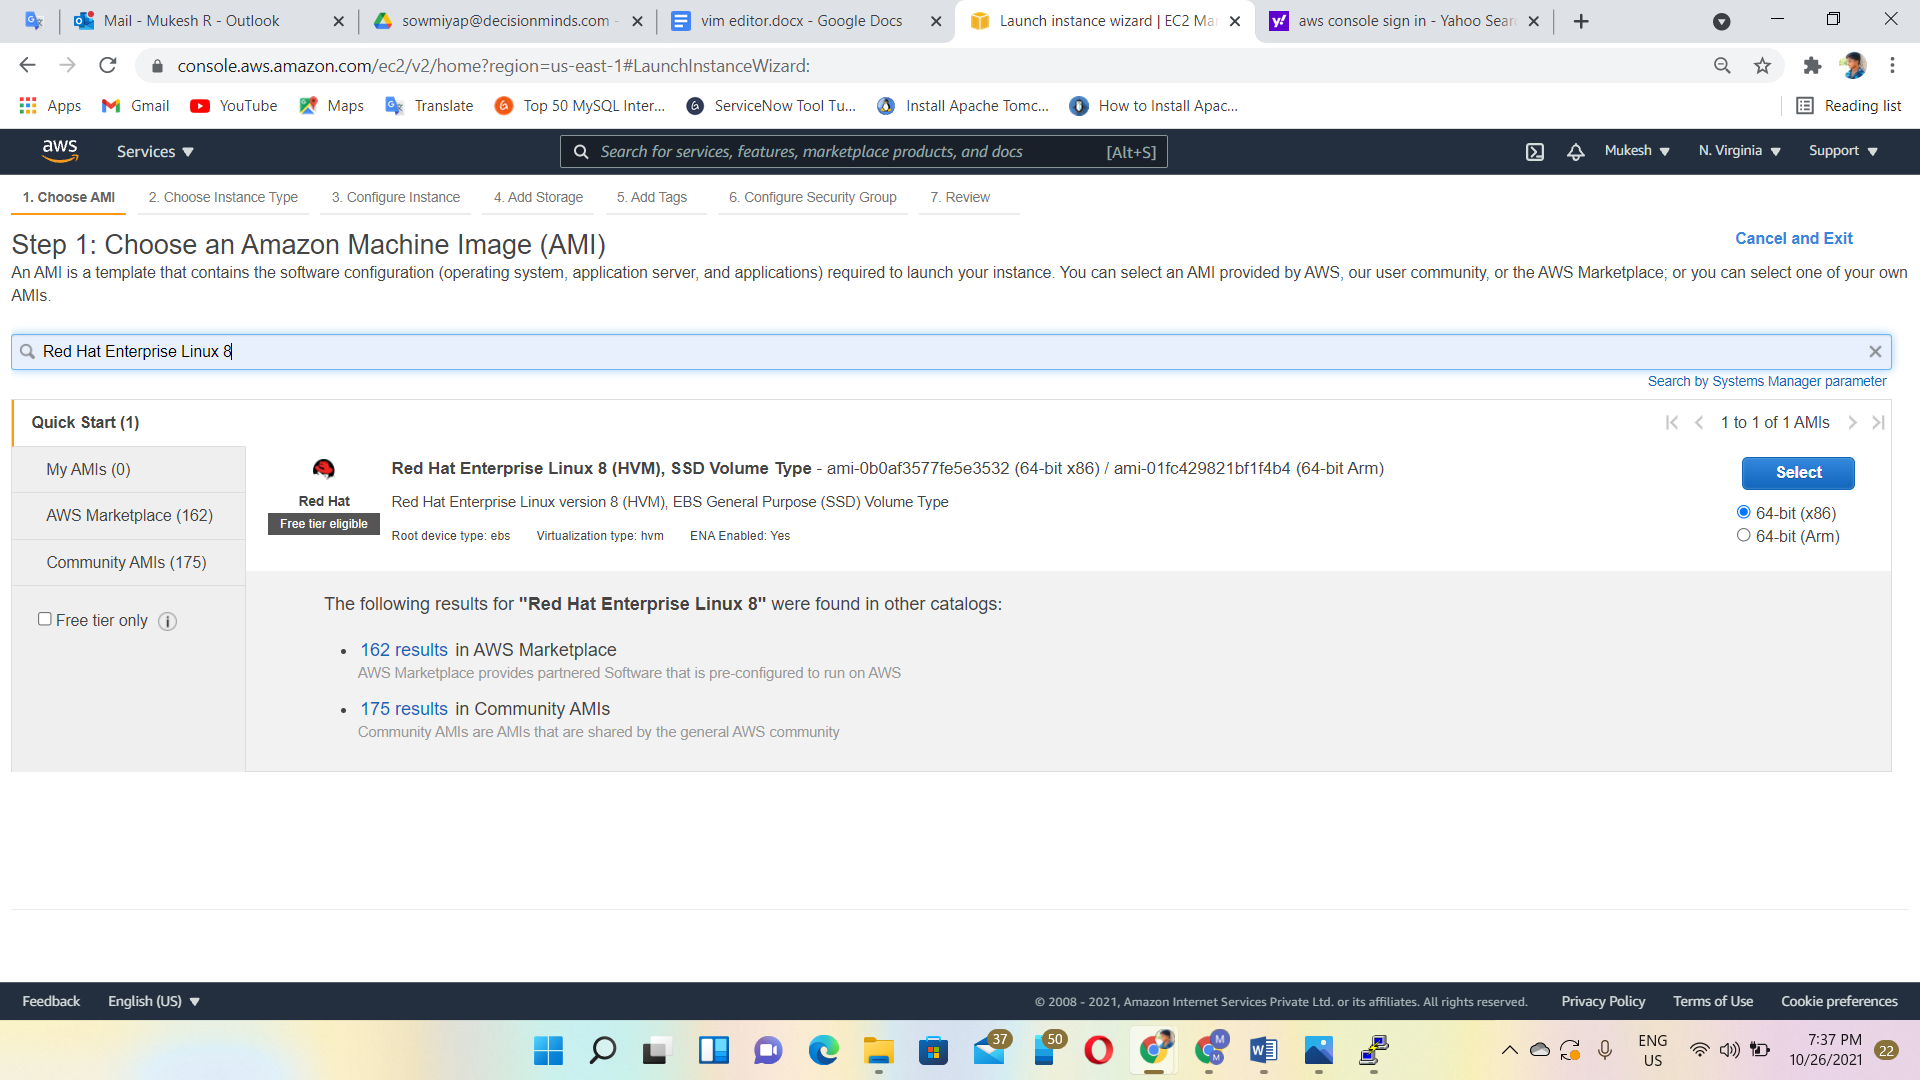 Mail - Mukesh R - Outlook
sowmiyap@decisionminds.com -
vim editor.docx - Google Docs
Launch instance wizard | EC2 Ma
aws console sign in - Yahoo Sear
console.aws.amazon.com/ec2/v2/home?region=us-east-1#LaunchInstanceWizard:
Apps
Gmail
YouTube
Maps
Translate
Top 50 MySQL Inter...
ServiceNow Tool Tu...
Install Apache Tomc...
How to Install Apac...
Reading list
aws
Services
Search for services, features, marketplace products, and docs
[Alt+S]
Mukesh
N. Virginia
Support
1. Choose AMI
2. Choose Instance Type
3. Configure Instance
4. Add Storage
5. Add Tags
6. Configure Security Group
7. Review
Step 1: Choose an Amazon Machine Image (AMI)
Cancel and Exit
An AMI is a template that contains the software configuration (operating system, application server, and applications) required to launch your instance. You can select an AMI provided by AWS, our user community, or the AWS Marketplace; or you can select one of your own
AMIs.
Red Hat Enterprise Linux 8
Search by Systems Manager parameter
Quick Start (1)
1 to 1 of 1 AMIs
My AMIs (0)
AWS Marketplace (162)
Community AMIs (175)
Free tier only
Red Hat
Free tier eligible
Red Hat Enterprise Linux 8 (HVM), SSD Volume Type - ami-0b0af3577fe5e3532 (64-bit x86) / ami-01fc429821bf1f4b4 (64-bit Arm)
Red Hat Enterprise Linux version 8 (HVM), EBS General Purpose (SSD) Volume Type
Root device type: ebs
Virtualization type: hvm
ENA Enabled: Yes
Select
64-bit (x86)
64-bit (Arm)
The following results for "Red Hat Enterprise Linux 8" were found in other catalogs:
• 162 results in AWS Marketplace
AWS Marketplace provides partnered Software that is pre-configured to run on AWS
• 175 results in Community AMIs
Community AMIs are AMIs that are shared by the general AWS community
Feedback
English (US)
© 2008 - 2021, Amazon Internet Services Private Ltd. or its affiliates. All rights reserved.
Privacy Policy
Terms of Use
Cookie preferences
37
50
M
M
ENG
US
7:37 PM
10/26/2021
22